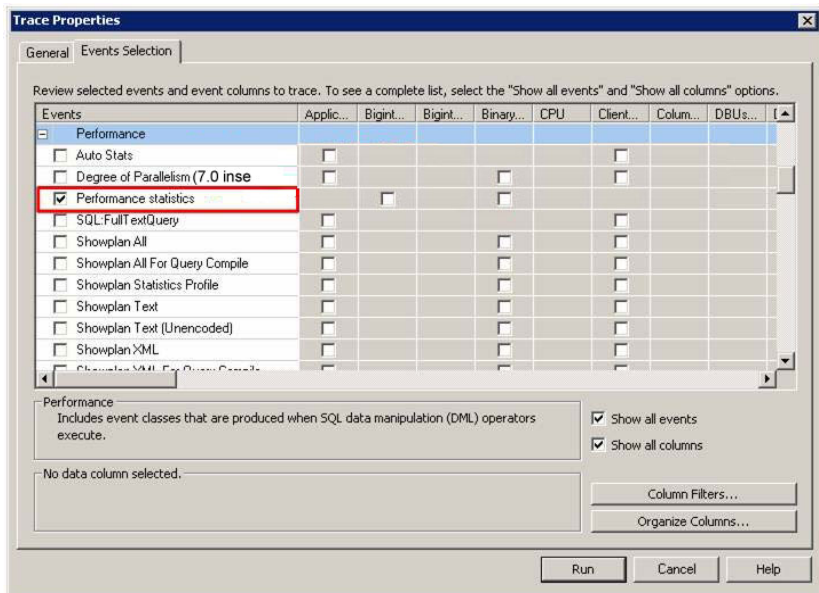 Trace Properties
General Events Selection
Review selected events and event columns to trace. To see a complete list, select the "Show all events" and "Show all columns" options.
Events Applic... Bigint... Bigint... Binary... CPU Client... Colum... DBUs...
Performance
Auto Stats
Degree of Parallelism (7.0 inse
Performance statistics
SQL:FullTextQuery
Showplan All
Showplan All For Query Compile
Showplan Statistics Profile
Showplan Text
Showplan Text (Unencoded)
Showplan XML
Showplan XML For Query Compile
Performance
Includes event classes that are produced when SQL data manipulation (DML) operators
execute.
Show all events
Show all columns
No data column selected.
Column Filters...
Organize Columns...
Run Cancel Help